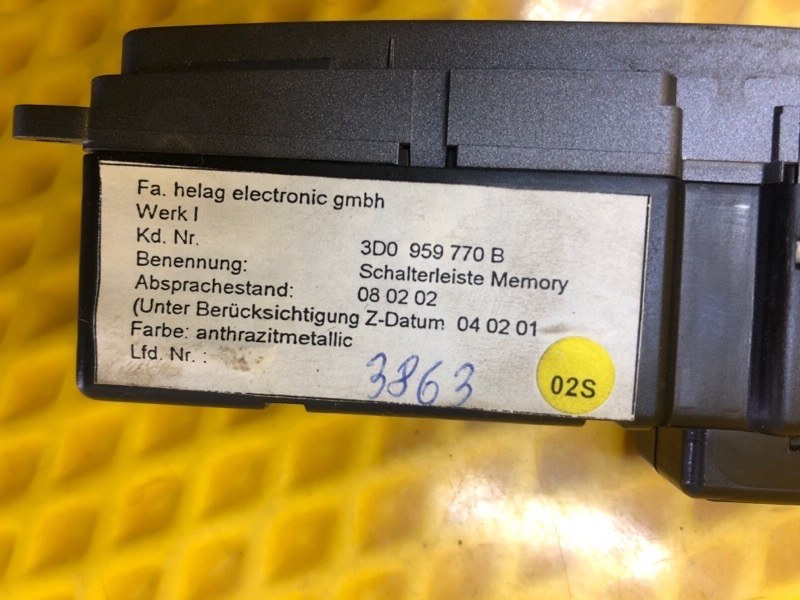 Fa. helag electronic gmbh
Werk I
Kd. Nr. 3D0 959 770 B
Benennung: Schalterleiste Memory
Absprachestand: 08 02 02
(Unter Berücksichtigung Z-Datum 04 02 01
Farbe: anthrazitmetallic
Lfd. Nr. : 3863
02S